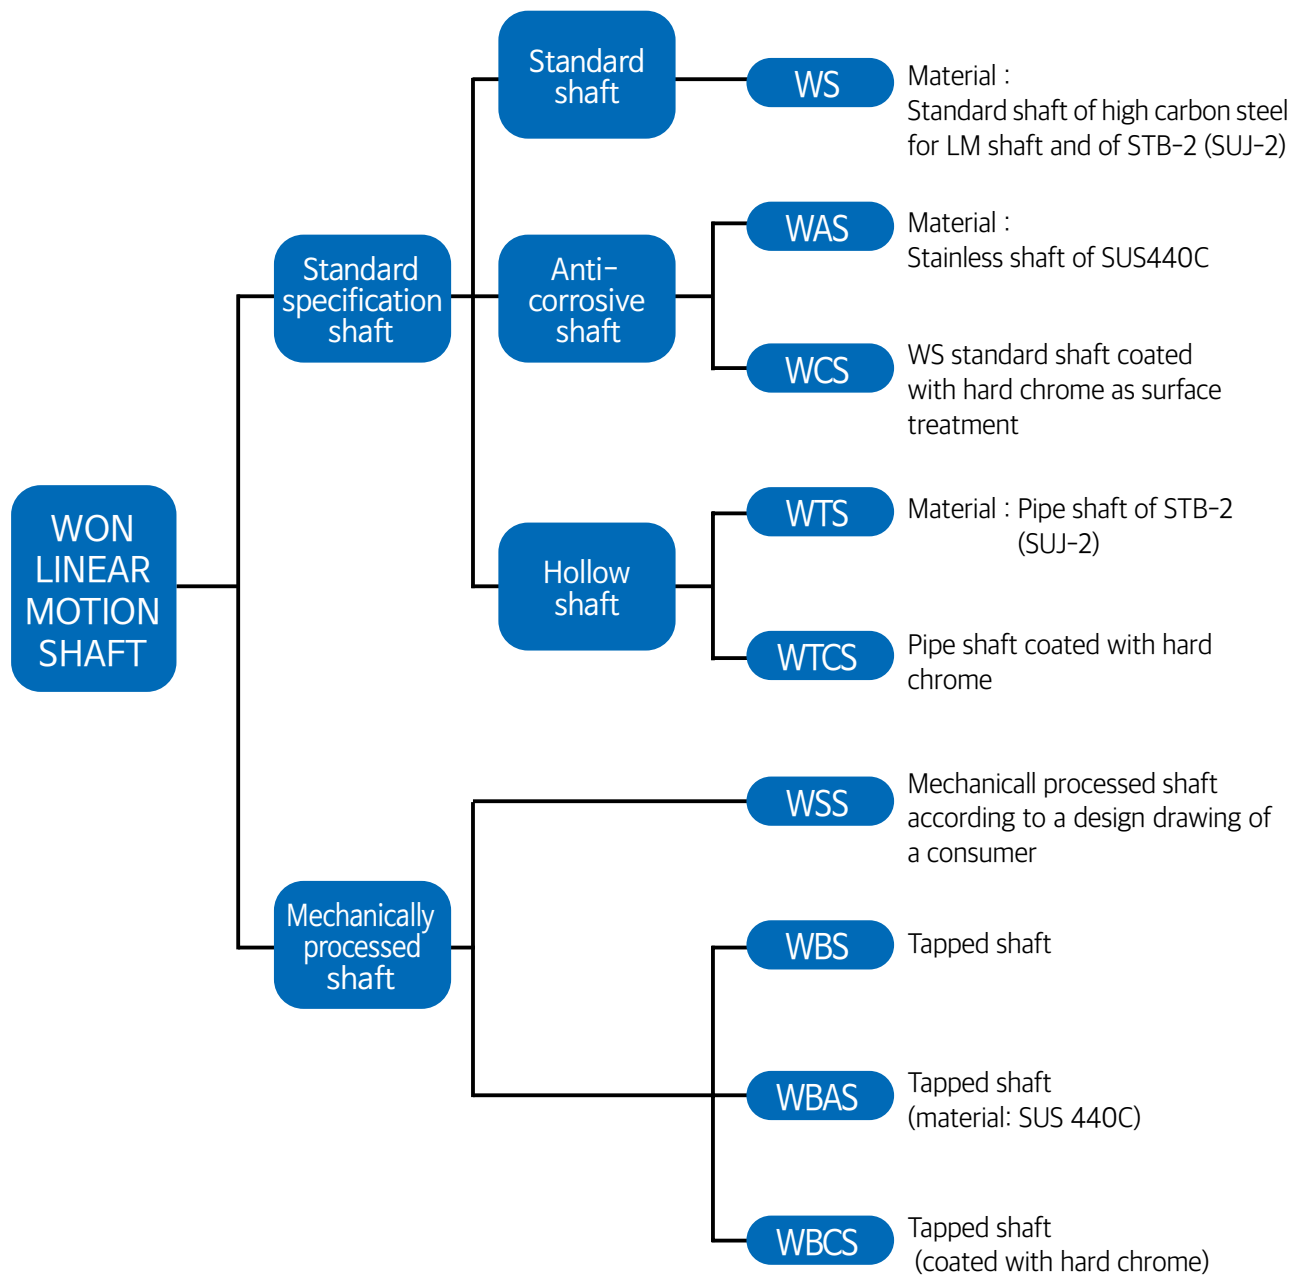 Standard
shaft
WS
Material :
Standard shaft of high carbon steel
for LM shaft and of STB-2 (SUJ-2)
WAS
Material :
Stainless shaft of SUS440C
Standard
specification
shaft
Anti-
corrosive
shaft
WCS
WS standard shaft coated
with hard chrome as surface
treatment
WON
LINEAR
MOTION
SHAFT
Hollow
shaft
WTS
Material : Pipe shaft of STB-2
(SUJ-2)
WTCS
Pipe shaft coated with hard
chrome
WSS
Mechanicall processed shaft
according to a design drawing of
a consumer
Mechanically
processed
shaft
WBS
Tapped shaft
WBAS
Tapped shaft
(material: SUS 440C)
WBCS
Tapped shaft
(coated with hard chrome)